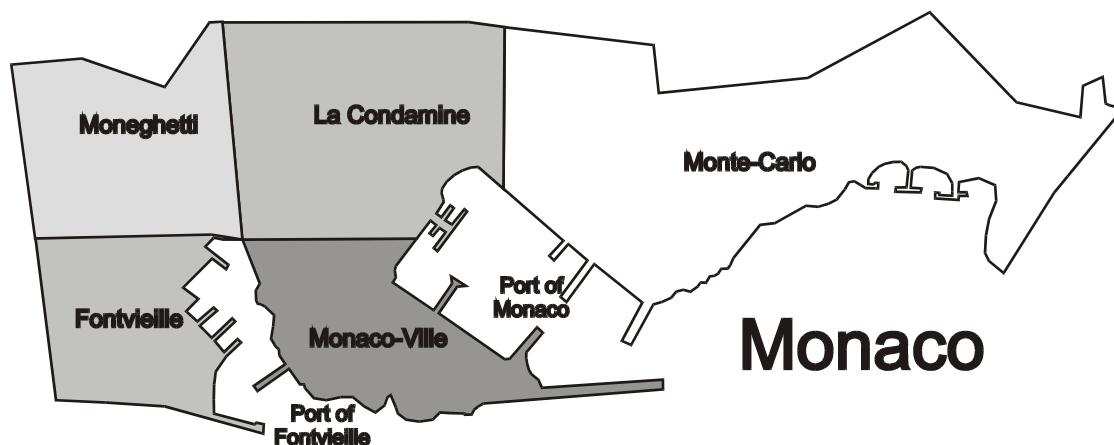 Moneghetti
La Condamine
Monte-Carlo
Fontvieille
Monaco-Ville
Port of
Monaco
Monaco
Port of
Fontvieille